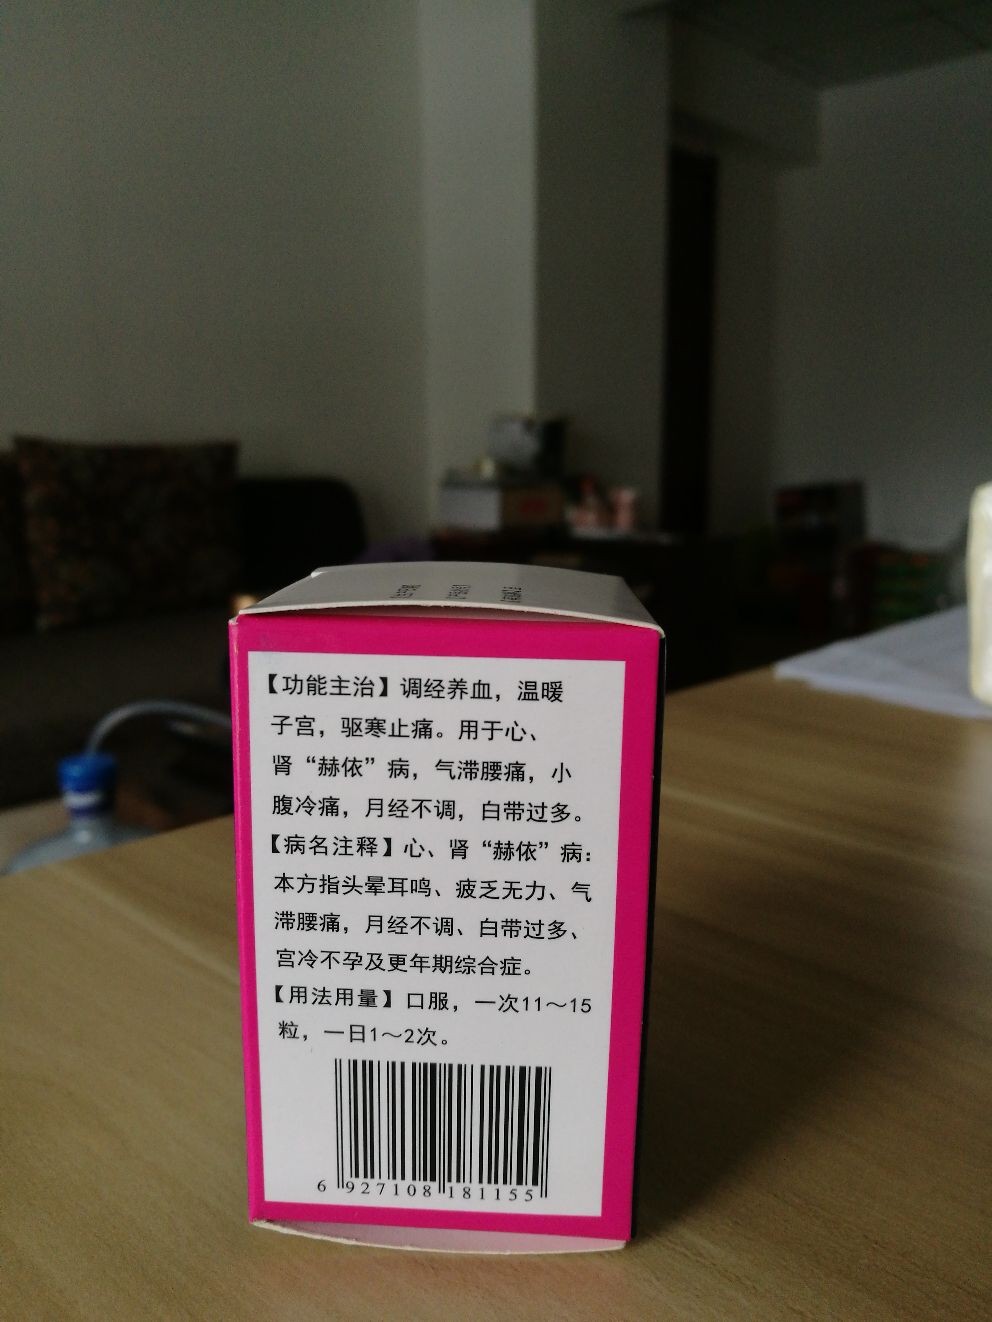 【功能主治】调经养血，温暖
子宫，驱寒止痛。用于心、
肾“赫依”病，气滞腰痛，小
腹冷痛，月经不调，白带过多。
【病名注释】心、肾“赫依”病：
本方指头晕耳鸣、疲乏无力、气
滞腰痛，月经不调、白带过多、
宫冷不孕及更年期综合症。
【用法用量】口服，一次11～15
粒，一日1～2次。
6 927108 181155